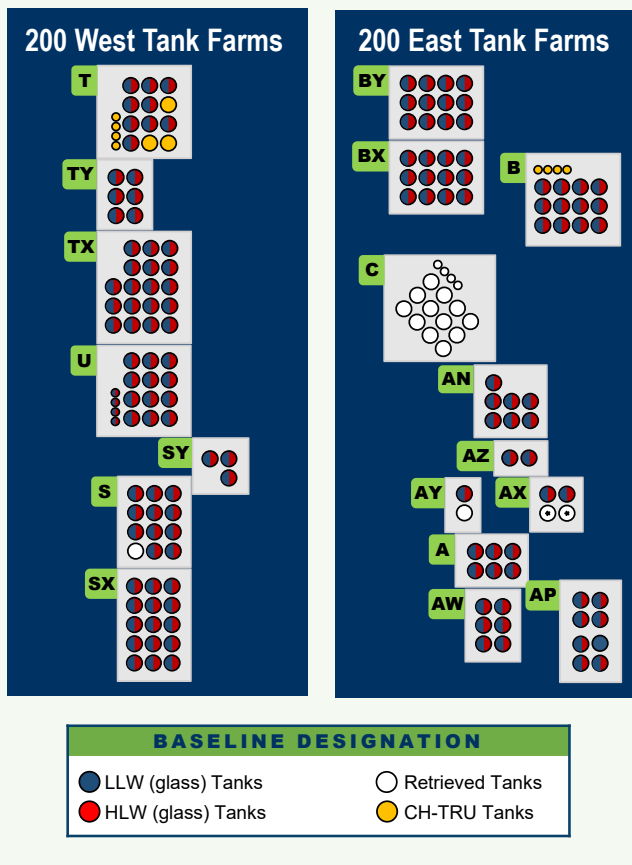 200 West Tank Farms
T
TY
TX
U
SY
S
SX
200 East Tank Farms
BY
BX
B
C
AN
AZ
AY
AX
A
AW
AP
BASELINE DESIGNATION
LLW (glass) Tanks
HLW (glass) Tanks
Retrieved Tanks
CH-TRU Tanks